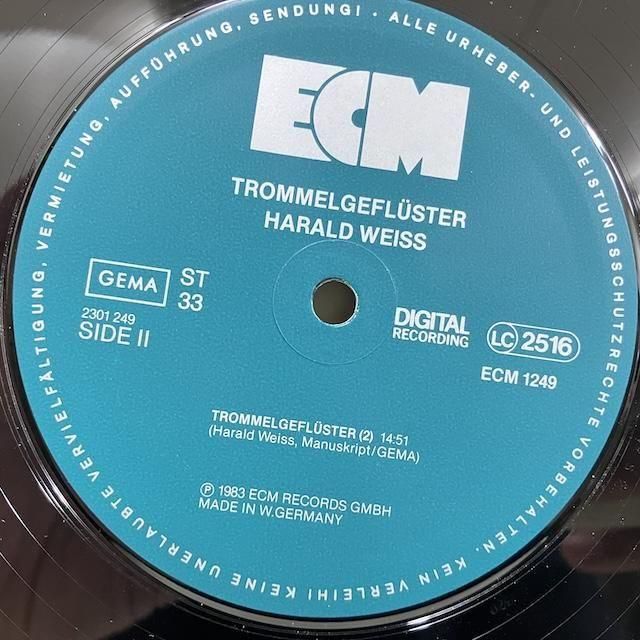 ECM
TROMMELGEFLÜSTER
HARALD WEISS
GEMA
ST
33
2301 249
SIDE II
DIGITAL
RECORDING
LC 2516
ECM 1249
TROMMELGEFLÜSTER (2) 14:51
(Harald Weiss, Manuskript/GEMA)
℗ 1983 ECM RECORDS GMBH
MADE IN W.GERMANY
ALLE URHEBER- UND LEISTUNGSSCHUTZRECHTE VORBEHALTEN. KEIN VERLEIH! KEINE UNERLAUBTE VERVIELFÄLTIGUNG, VERMIETUNG, AUFFÜHRUNG, SENDUNG! ·